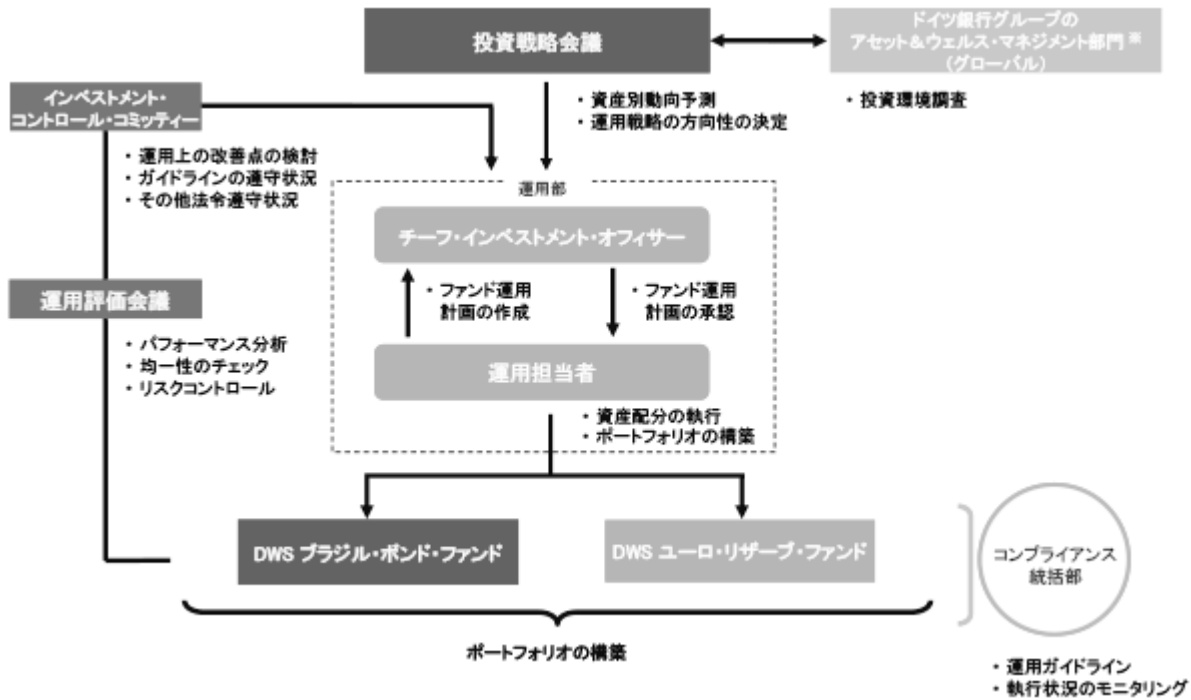 投資戦略会議
ドイツ銀行グループの
アセット＆ウェルス・マネジメント部門※
(グローバル)
インベストメント・
コントロール・コミッティー
・資産別動向予測
・運用戦略の方向性の決定
・投資環境調査
・運用上の改善点の検討
・ガイドラインの遵守状況
・その他法令遵守状況
運用部
チーフ・インベストメント・オフィサー
・ファンド運用
計画の作成
・ファンド運用
計画の承認
運用評価会議
・パフォーマンス分析
・均一性のチェック
・リスクコントロール
運用担当者
・資産配分の執行
・ポートフォリオの構築
DWS ブラジル・ボンド・ファンド
DWS ユーロ・リザーブ・ファンド
コンプライアンス
統括部
ポートフォリオの構築
・運用ガイドライン
・執行状況のモニタリング